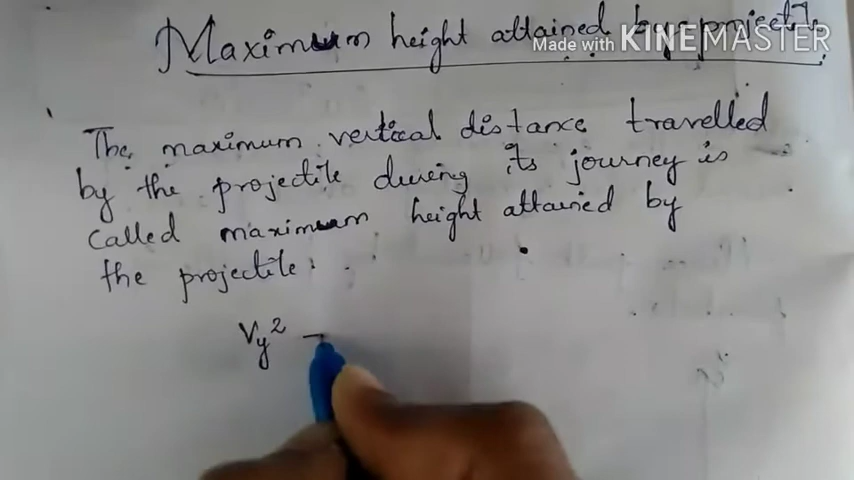 Maximum height attained by a projectile
Made with KINEMASTER
The maximum vertical distance travelled
by the projectile during its journey is
called maximum height attained by
the projectile.
Vy² –